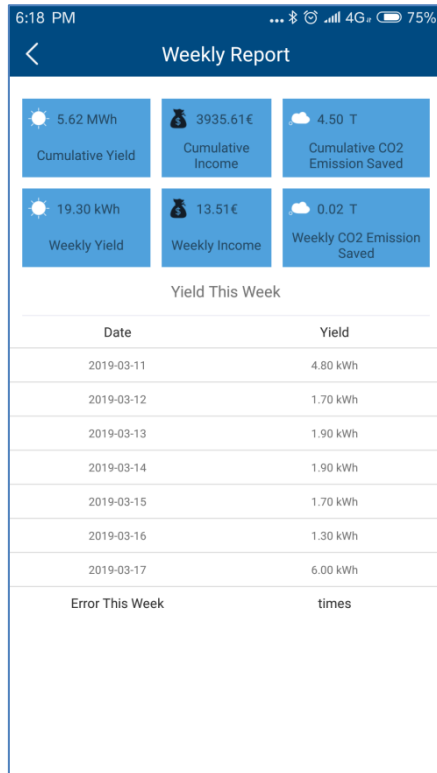 6:18 PM ... 4G 75%
Weekly Report
5.62 MWh
Cumulative Yield
3935.61€
Cumulative
Income
4.50 T
Cumulative CO2
Emission Saved
19.30 kWh
Weekly Yield
13.51€
Weekly Income
0.02 T
Weekly CO2 Emission
Saved
Yield This Week
Date Yield
2019-03-11 4.80 kWh
2019-03-12 1.70 kWh
2019-03-13 1.90 kWh
2019-03-14 1.90 kWh
2019-03-15 1.70 kWh
2019-03-16 1.30 kWh
2019-03-17 6.00 kWh
Error This Week times